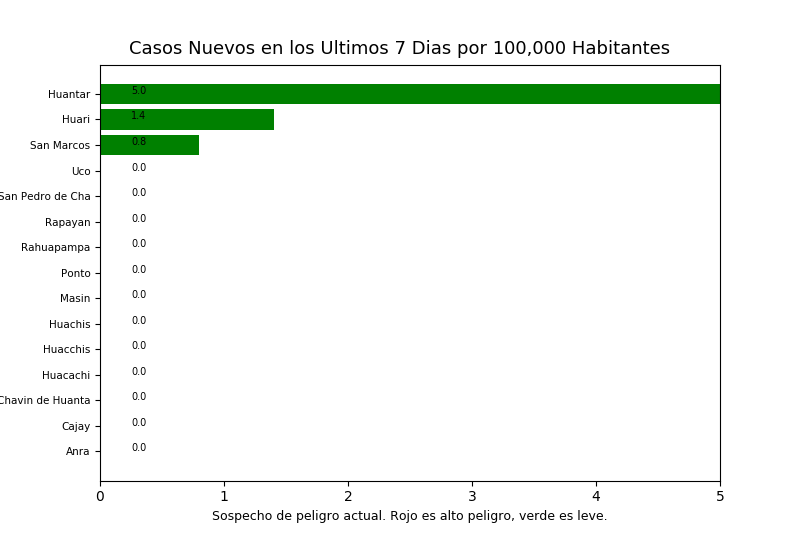 Casos Nuevos en los Ultimos 7 Dias por 100,000 Habitantes
Huantar 5.0
Huari 1.4
San Marcos 0.8
Uco 0.0
San Pedro de Cha 0.0
Rapayan 0.0
Rahuapampa 0.0
Ponto 0.0
Masin 0.0
Huachis 0.0
Huacchis 0.0
Huacachi 0.0
Chavin de Huanta 0.0
Cajay 0.0
Anra 0.0
0 1 2 3 4 5
Sospecho de peligro actual. Rojo es alto peligro, verde es leve.